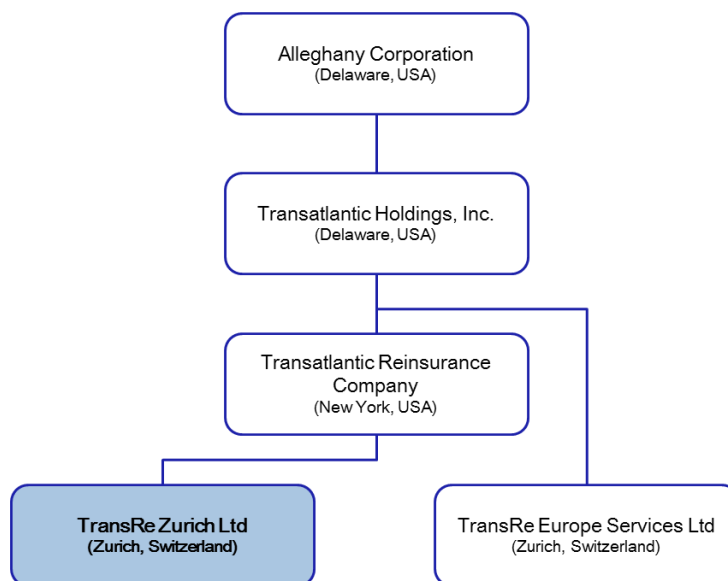 Alleghany Corporation
(Delaware, USA)
Transatlantic Holdings, Inc.
(Delaware, USA)
Transatlantic Reinsurance
Company
(New York, USA)
TransRe Zurich Ltd
(Zurich, Switzerland)
TransRe Europe Services Ltd
(Zurich, Switzerland)